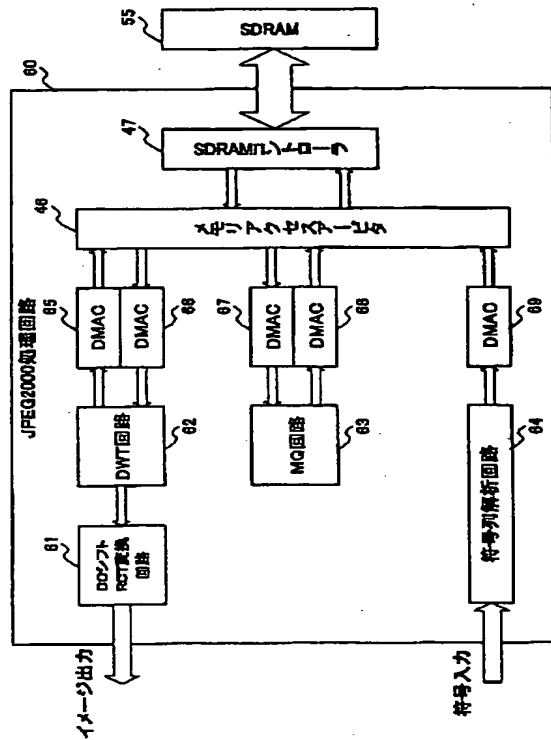 JPEG2000処理回路
60
イメージ出力
61
DCシフト
RCT変換
回路
DWT回路
62
65
DMAC
DMAC
66
MQ回路
63
67
DMAC
DMAC
68
符号入力
符号列解析回路
64
DMAC
69
46
メモリアクセスアービタ
47
SDRAMコントローラ
55
SDRAM